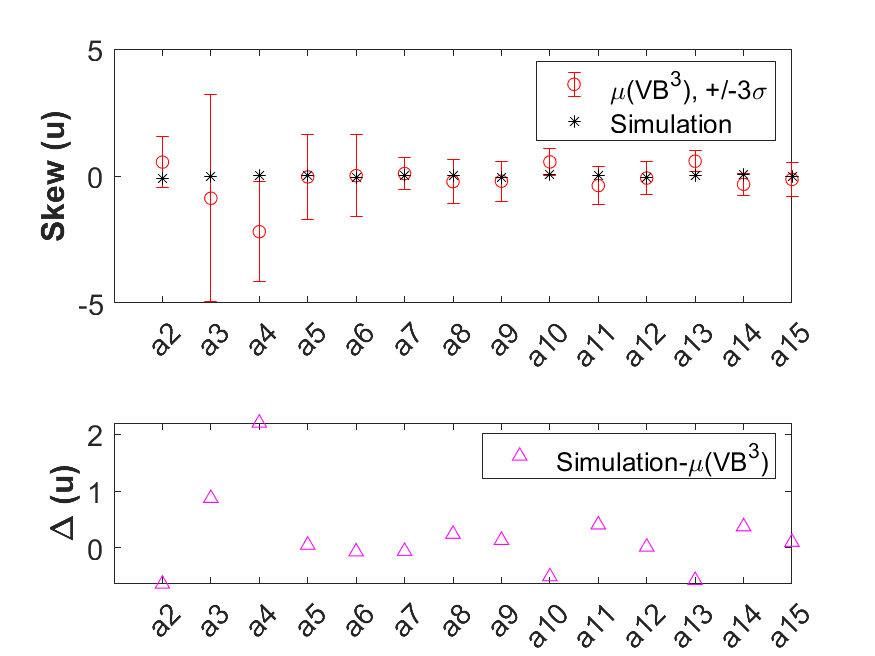 5
0
-5
Skew (u)
μ(VB³), +/-3σ
Simulation
a2 a3 a4 a5 a6 a7 a8 a9 a10 a11 a12 a13 a14 a15
2
1
0
Δ (u)
Simulation-μ(VB³)
a2 a3 a4 a5 a6 a7 a8 a9 a10 a11 a12 a13 a14 a15